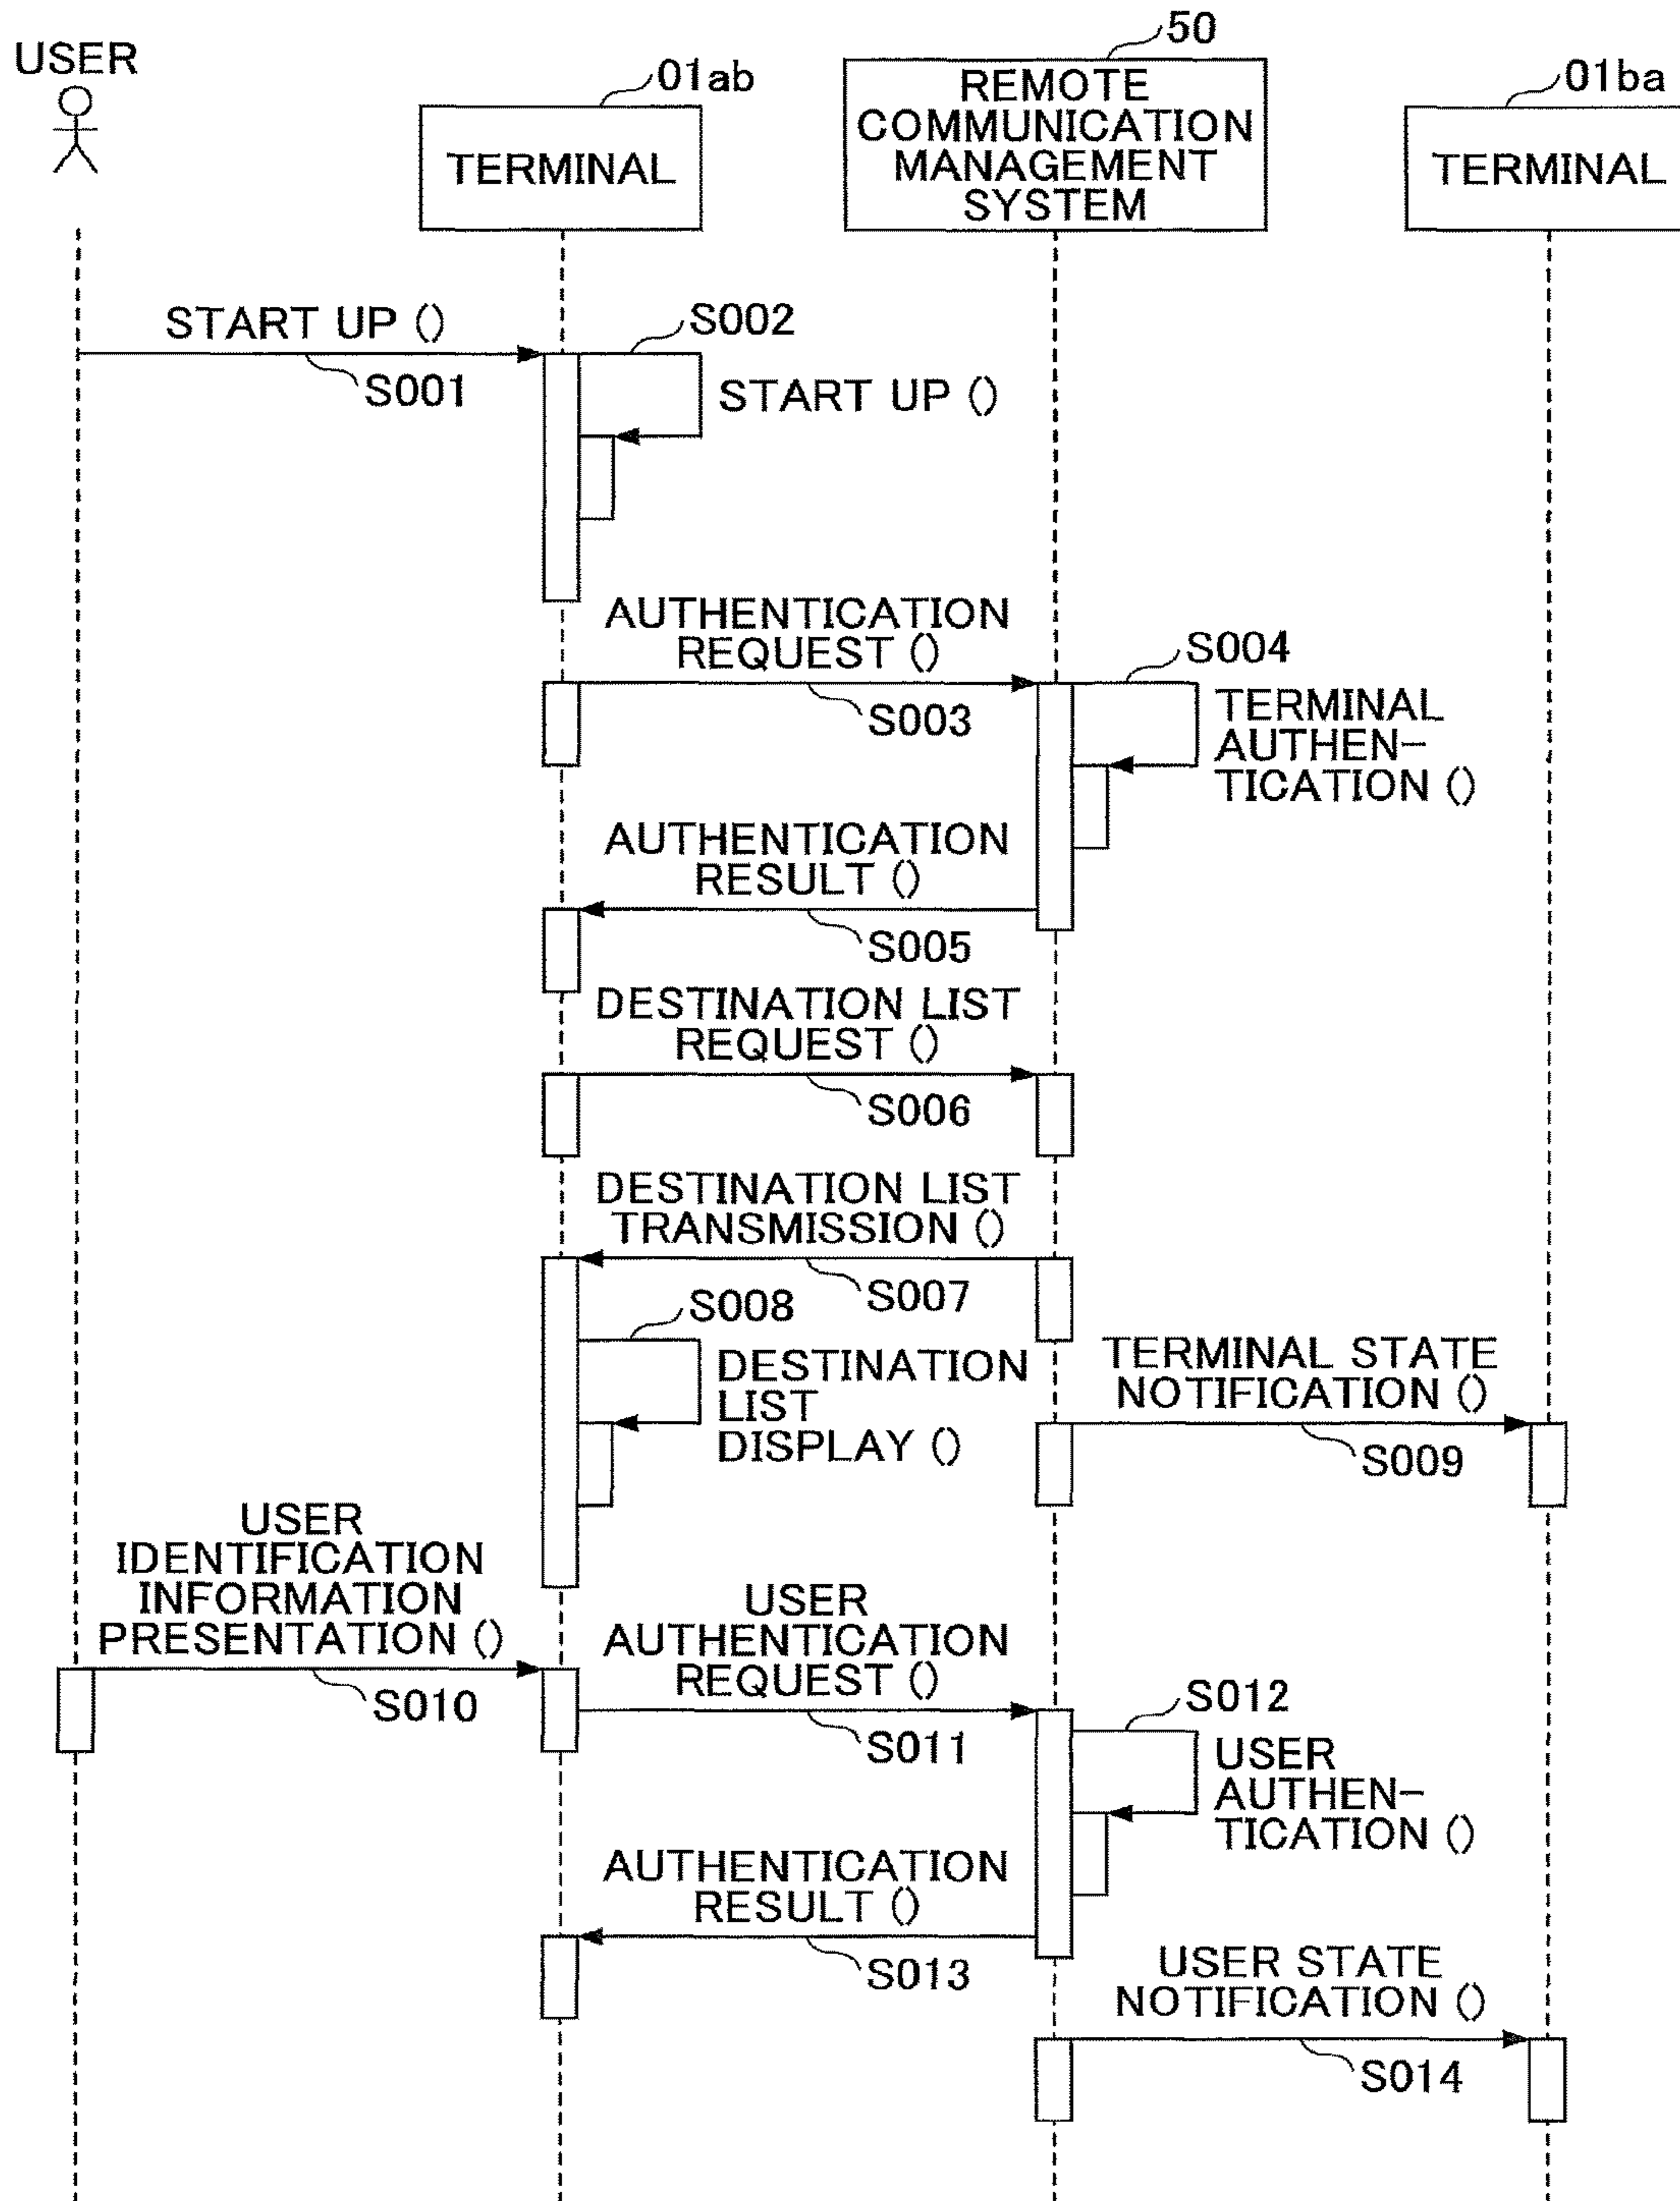 USER
01ab
TERMINAL
50
REMOTE
COMMUNICATION
MANAGEMENT
SYSTEM
01ba
TERMINAL
START UP ()
S001
S002
START UP ()
AUTHENTICATION
REQUEST ()
S003
S004
TERMINAL
AUTHEN-
TICATION ()
AUTHENTICATION
RESULT ()
S005
DESTINATION LIST
REQUEST ()
S006
DESTINATION LIST
TRANSMISSION ()
S007
S008
DESTINATION
LIST
DISPLAY ()
TERMINAL STATE
NOTIFICATION ()
S009
USER
IDENTIFICATION
INFORMATION
PRESENTATION ()
S010
USER
AUTHENTICATION
REQUEST ()
S011
S012
USER
AUTHEN-
TICATION ()
AUTHENTICATION
RESULT ()
S013
USER STATE
NOTIFICATION ()
S014